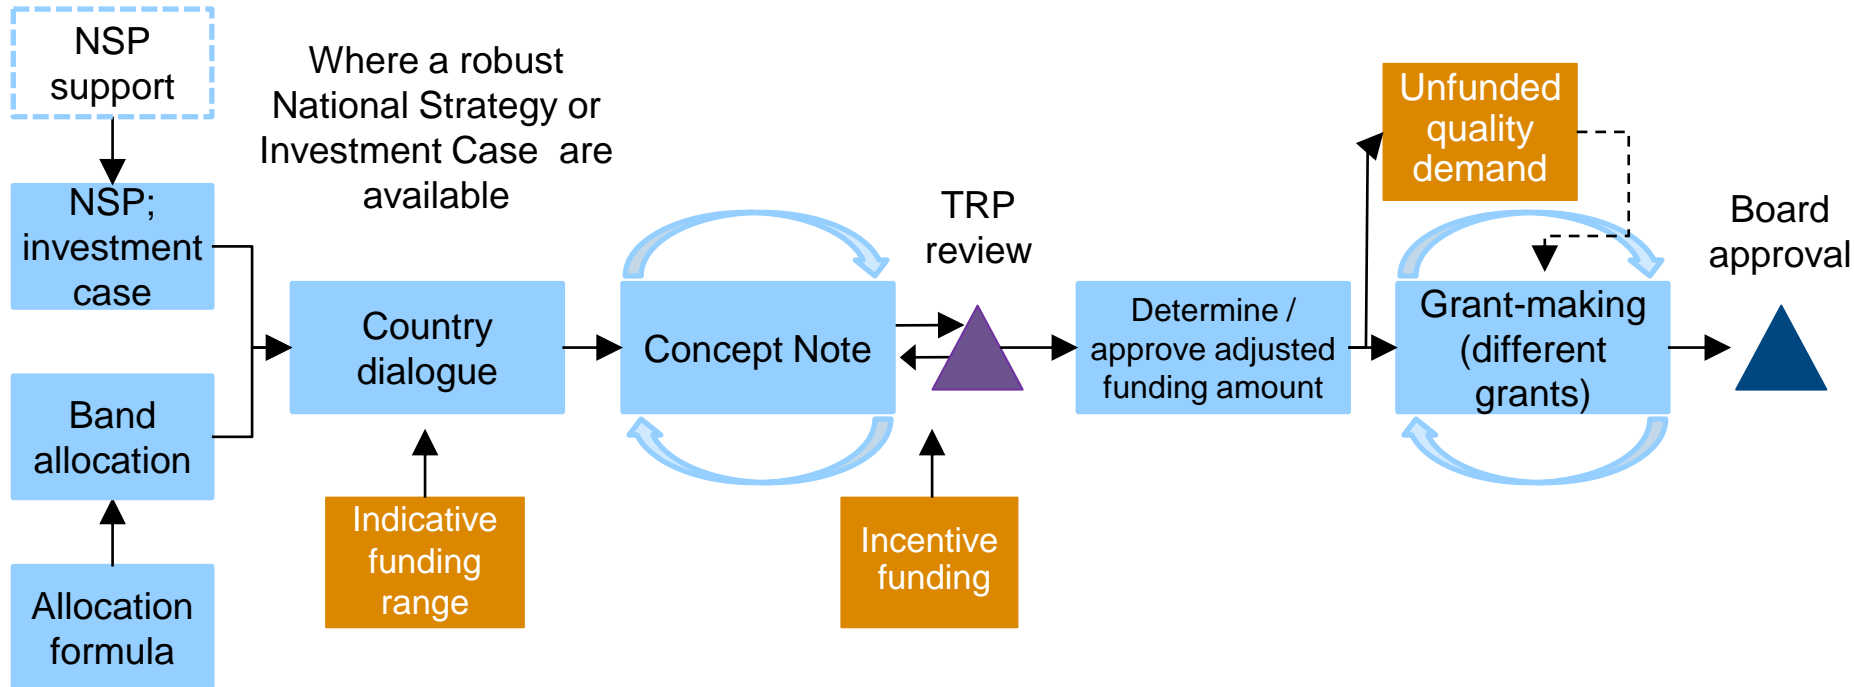 NSP
support
Where a robust
National Strategy or
Investment Case are
available
Unfunded
quality
demand
NSP;
investment
case
TRP
review
Board
approval
Country
dialogue
Concept Note
Determine /
approve adjusted
funding amount
Grant-making
(different
grants)
Band
allocation
Indicative
funding
range
Incentive
funding
Allocation
formula